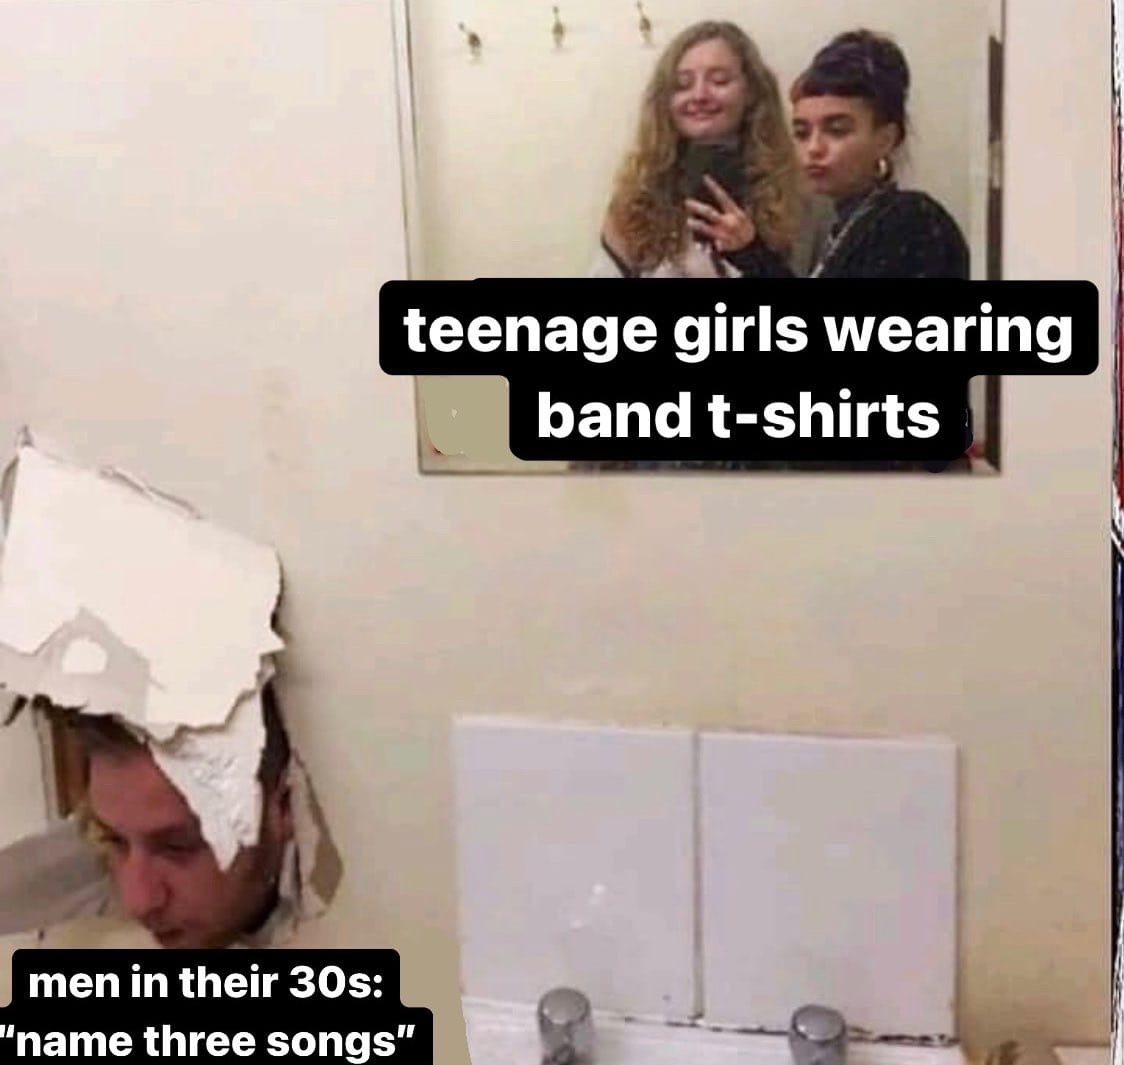 teenage girls wearing
band t-shirts
men in their 30s:
“name three songs”